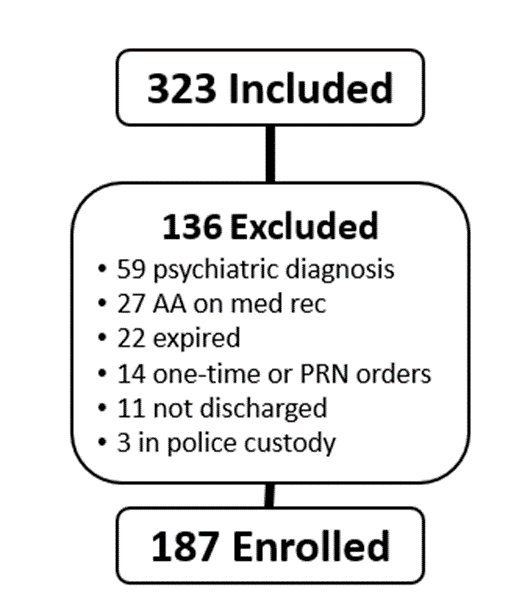 323 Included
136 Excluded
• 59 psychiatric diagnosis
• 27 AA on med rec
• 22 expired
• 14 one-time or PRN orders
• 11 not discharged
• 3 in police custody
187 Enrolled